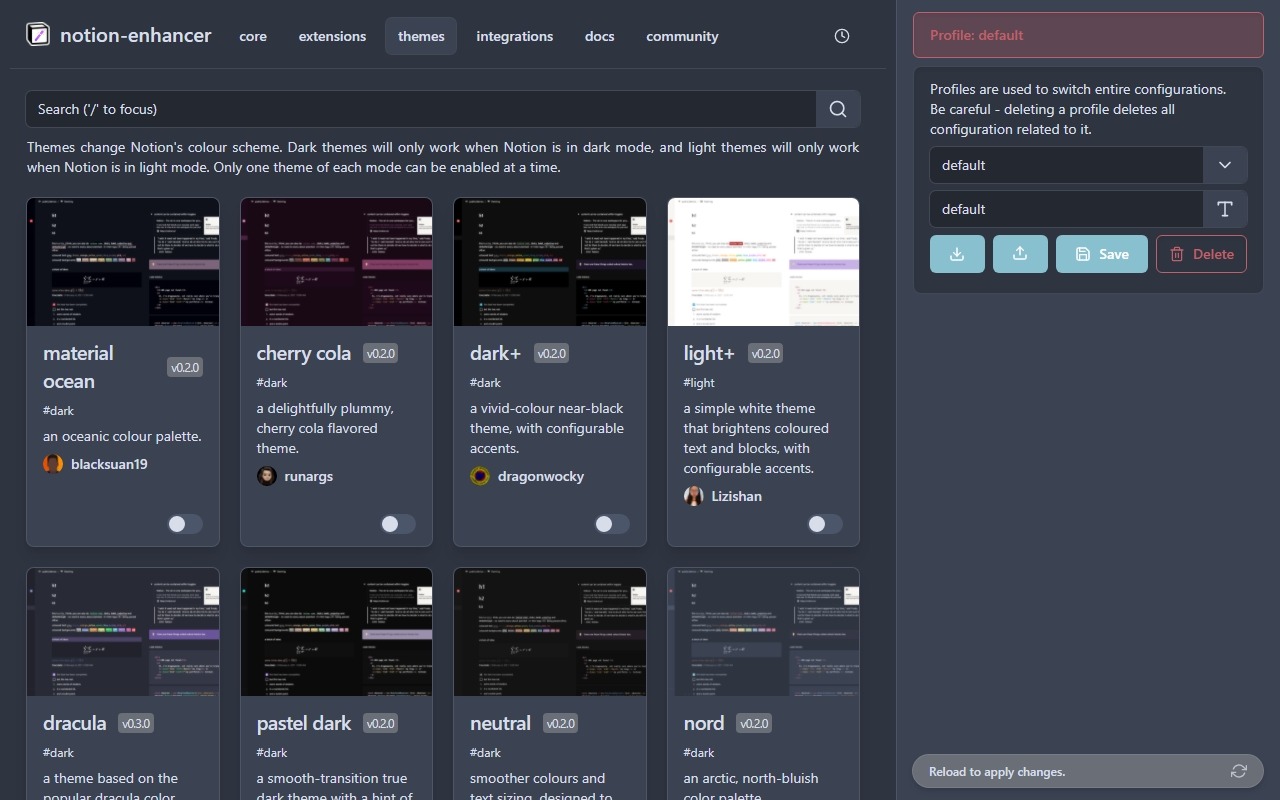 notion-enhancer
core
extensions
themes
integrations
docs
community
Search ('/' to focus)
Themes change Notion's colour scheme. Dark themes will only work when Notion is in dark mode, and light themes will only work
when Notion is in light mode. Only one theme of each mode can be enabled at a time.
material
ocean
v0.2.0
#dark
an oceanic colour palette.
blacksuan19
cherry cola
v0.2.0
#dark
a delightfully plummy,
cherry cola flavored
theme.
runargs
dark+
v0.2.0
#dark
a vivid-colour near-black
theme, with configurable
accents.
dragonwocky
light+
v0.2.0
#light
a simple white theme
that brightens coloured
text and blocks, with
configurable accents.
Lizishan
dracula
v0.3.0
#dark
a theme based on the
popular dracula color
pastel dark
v0.2.0
#dark
a smooth-transition true
dark theme with a hint of
neutral
v0.2.0
#dark
smoother colours and
text sizing, designed to
nord
v0.2.0
#dark
an arctic, north-bluish
color palette.
Profile: default
Profiles are used to switch entire configurations.
Be careful - deleting a profile deletes all
configuration related to it.
default
default
Save
Delete
Reload to apply changes.